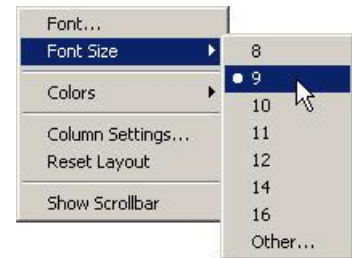 Font...
Font Size
Colors
Column Settings...
Reset Layout
Show Scrollbar
8
9
10
11
12
14
16
Other...